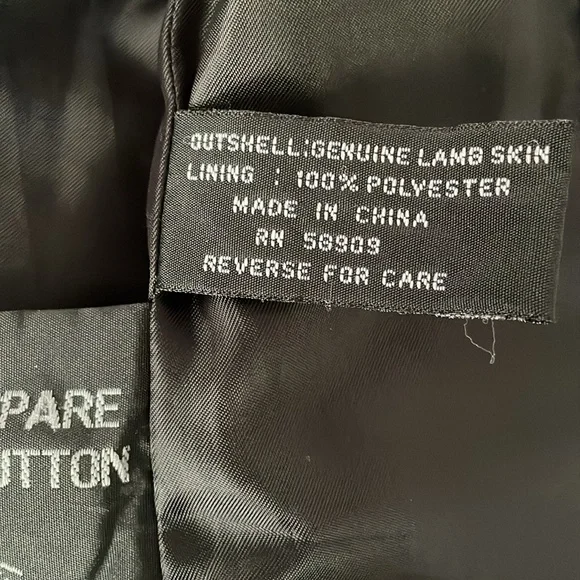 OUTSHELL:GENUINE LAMB SKIN
LINING : 100% POLYESTER
MADE IN CHINA
RN 58909
REVERSE FOR CARE
PARE
UTTON